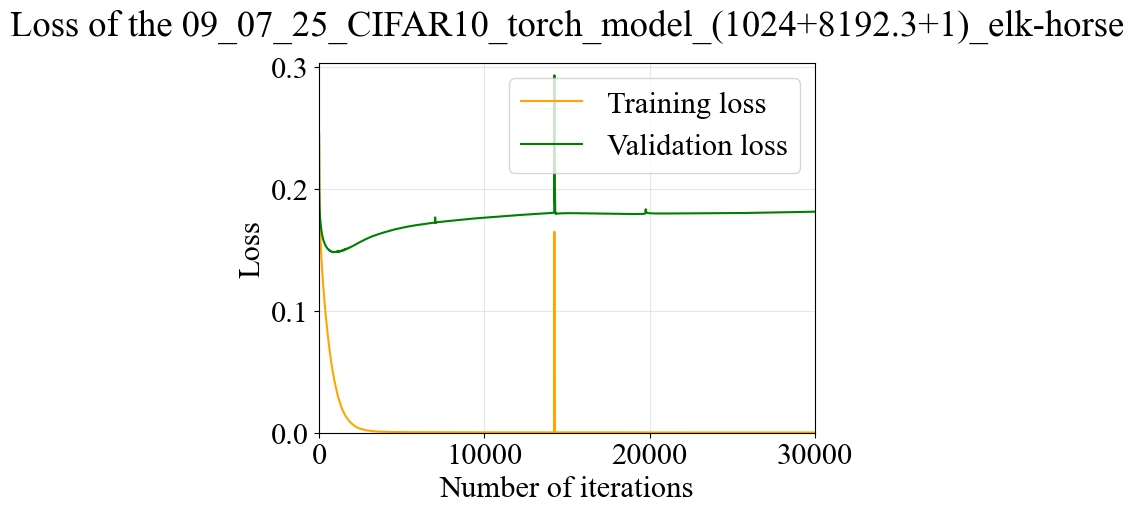 Loss of the 09_07_25_CIFAR10_torch_model_(1024+8192.3+1)_elk-horse
0.3
Training loss
Validation loss
0.2
Loss
0.1
0.0
0 10000 20000 30000
Number of iterations